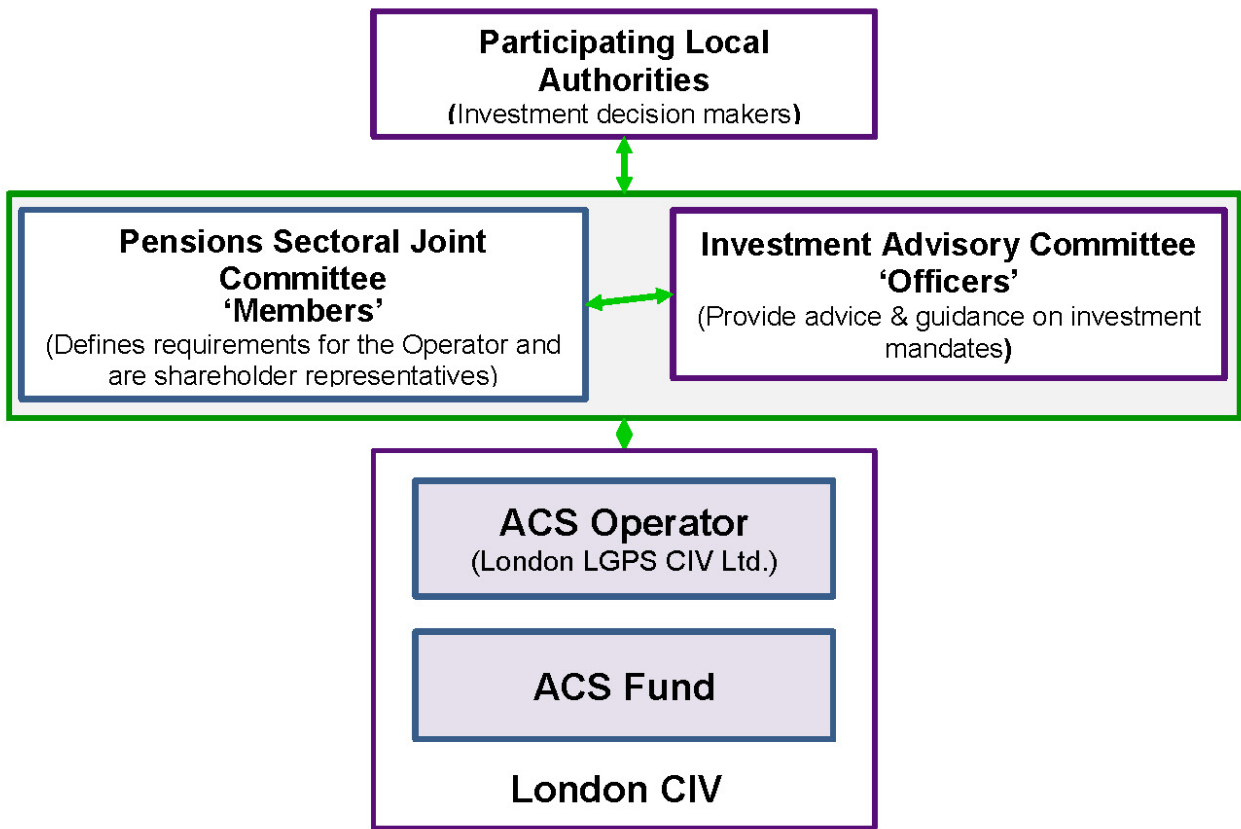 Participating Local
Authorities
(Investment decision makers)
Pensions Sectoral Joint
Committee
‘Members’
(Defines requirements for the Operator and
are shareholder representatives)
Investment Advisory Committee
‘Officers’
(Provide advice & guidance on investment
mandates)
ACS Operator
(London LGPS CIV Ltd.)
ACS Fund
London CIV